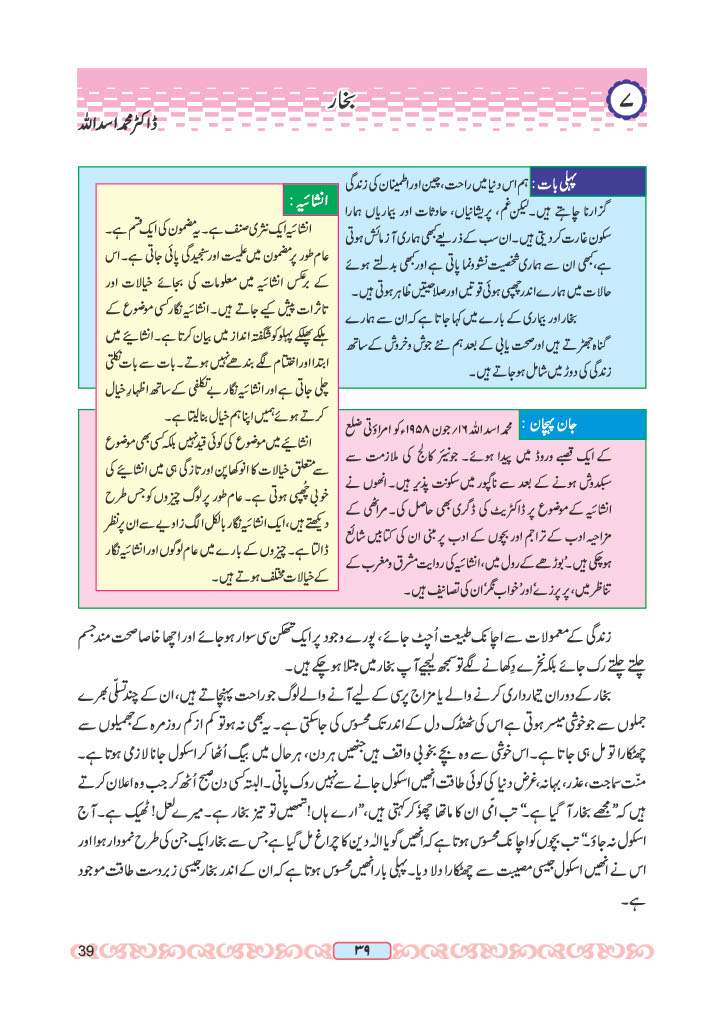 ۷
بخار
ڈاکٹر محمد اسد اللہ
پہلی بات : ہم اس دنیا میں راحت، چین اور اطمینان کی زندگی
گزارنا چاہتے ہیں۔ لیکن غم، پریشانیاں، حادثات اور بیماریاں ہمارا
سکون غارت کر دیتی ہیں۔ ان سب کے ذریعے کبھی ہماری آزمائش ہوتی
ہے، کبھی ان سے ہماری شخصیت نشوونما پاتی ہے اور کبھی بدلتے ہوئے
حالات میں ہمارے اندر چھپی ہوئی قوتیں اور صلاحیتیں ظاہر ہوتی ہیں۔
بخار اور بیماری کے بارے میں کہا جاتا ہے کہ ان سے ہمارے
گناہ جھڑتے ہیں اور صحت یابی کے بعد ہم نئے جوش و خروش کے ساتھ
زندگی کی دوڑ میں شامل ہو جاتے ہیں۔
جان پہچان : محمد اسد اللہ ۱۶؍ جون ۱۹۵۸ء کو امراؤتی ضلع
کے ایک قصبے وروڈ میں پیدا ہوئے۔ جونیئر کالج کی ملازمت سے
سبکدوش ہونے کے بعد سے ناگپور میں سکونت پذیر ہیں۔ انھوں نے
انشائیہ کے موضوع پر ڈاکٹریٹ کی ڈگری بھی حاصل کی۔ مراٹھی کے
مزاحیہ ادب کے تراجم اور بچوں کے ادب پر مبنی ان کی کتابیں شائع
ہو چکی ہیں۔ ’بوڑھے کے رول میں، انشائیہ کی روایت مشرق و مغرب کے
تناظر میں، پر پرزے‘ اور ’خواب نگر‘ ان کی تصانیف ہیں۔
انشائیہ :
انشائیہ ایک نثری صنف ہے۔ یہ مضمون کی ایک قسم ہے۔
عام طور پر مضمون میں علمیت اور سنجیدگی پائی جاتی ہے۔ اس
کے برعکس انشائیہ میں معلومات کی بجائے خیالات اور
تاثرات پیش کیے جاتے ہیں۔ انشائیہ نگار کسی موضوع کے
ہلکے پھلکے پہلو کو شگفتہ انداز میں بیان کرتا ہے۔ انشائیے میں
ابتدا اور اختتام لگے بندھے نہیں ہوتے۔ بات سے بات نکلتی
چلی جاتی ہے اور انشائیہ نگار بے تکلفی کے ساتھ اظہارِ خیال
کرتے ہوئے ہمیں اپنا ہم خیال بنا لیتا ہے۔
انشائیے میں موضوع کی کوئی قید نہیں بلکہ کسی بھی موضوع
سے متعلق خیالات کا انوکھا پن اور تازگی ہی میں انشائیے کی
خوبی چھپی ہوتی ہے۔ عام طور پر لوگ چیزوں کو جس طرح
دیکھتے ہیں، ایک انشائیہ نگار بالکل الگ زاویے سے ان پر نظر
ڈالتا ہے۔ چیزوں کے بارے میں عام لوگوں اور انشائیہ نگار
کے خیالات مختلف ہوتے ہیں۔
زندگی کے معمولات سے اچانک طبیعت اُچٹ جائے، پورے وجود پر ایک تھکن سی سوار ہو جائے اور اچھا خاصا صحت مند جسم
چلتے چلتے رک جائے بلکہ نخرے دِکھانے لگے تو سمجھ لیجیے آپ بخار میں مبتلا ہو چکے ہیں۔
بخار کے دوران تیمارداری کرنے والے یا مزاج پرسی کے لیے آنے والے لوگ جو راحت پہنچاتے ہیں، ان کے چند تسلّی بھرے
جملوں سے جو خوشی میسر ہوتی ہے اس کی ٹھنڈک دل کے اندر تک محسوس کی جاسکتی ہے۔ یہ بھی نہ ہو تو کم از کم روزمرہ کے جھمیلوں سے
چھٹکارا تو مل ہی جاتا ہے۔ اس خوشی سے وہ بچے بخوبی واقف ہیں جنھیں ہر دن، ہر حال میں بیگ اُٹھا کر اسکول جانا لازمی ہوتا ہے۔
منّت سماجت، عذر، بہانہ، غرض دنیا کی کوئی طاقت انھیں اسکول جانے سے نہیں روک پاتی۔ البتہ کسی دن صبح اُٹھ کر جب وہ اعلان کرتے
ہیں کہ ”مجھے بخار آ گیا ہے۔“ تب امّی ان کا ماتھا چھو کر کہتی ہیں، ”ارے ہاں! تمھیں تو تیز بخار ہے۔ میرے لعل! ٹھیک ہے۔ آج
اسکول نہ جاؤ۔“ تب بچوں کو اچانک محسوس ہوتا ہے کہ انھیں گویا الٰہ دین کا چراغ مل گیا ہے جس سے بخار ایک جن کی طرح نمودار ہوا اور
اس نے انھیں اسکول جیسی مصیبت سے چھٹکارا دلا دیا۔ پہلی بار انھیں محسوس ہوتا ہے کہ ان کے اندر بخار جیسی زبردست طاقت موجود
ہے۔
39
۳۹